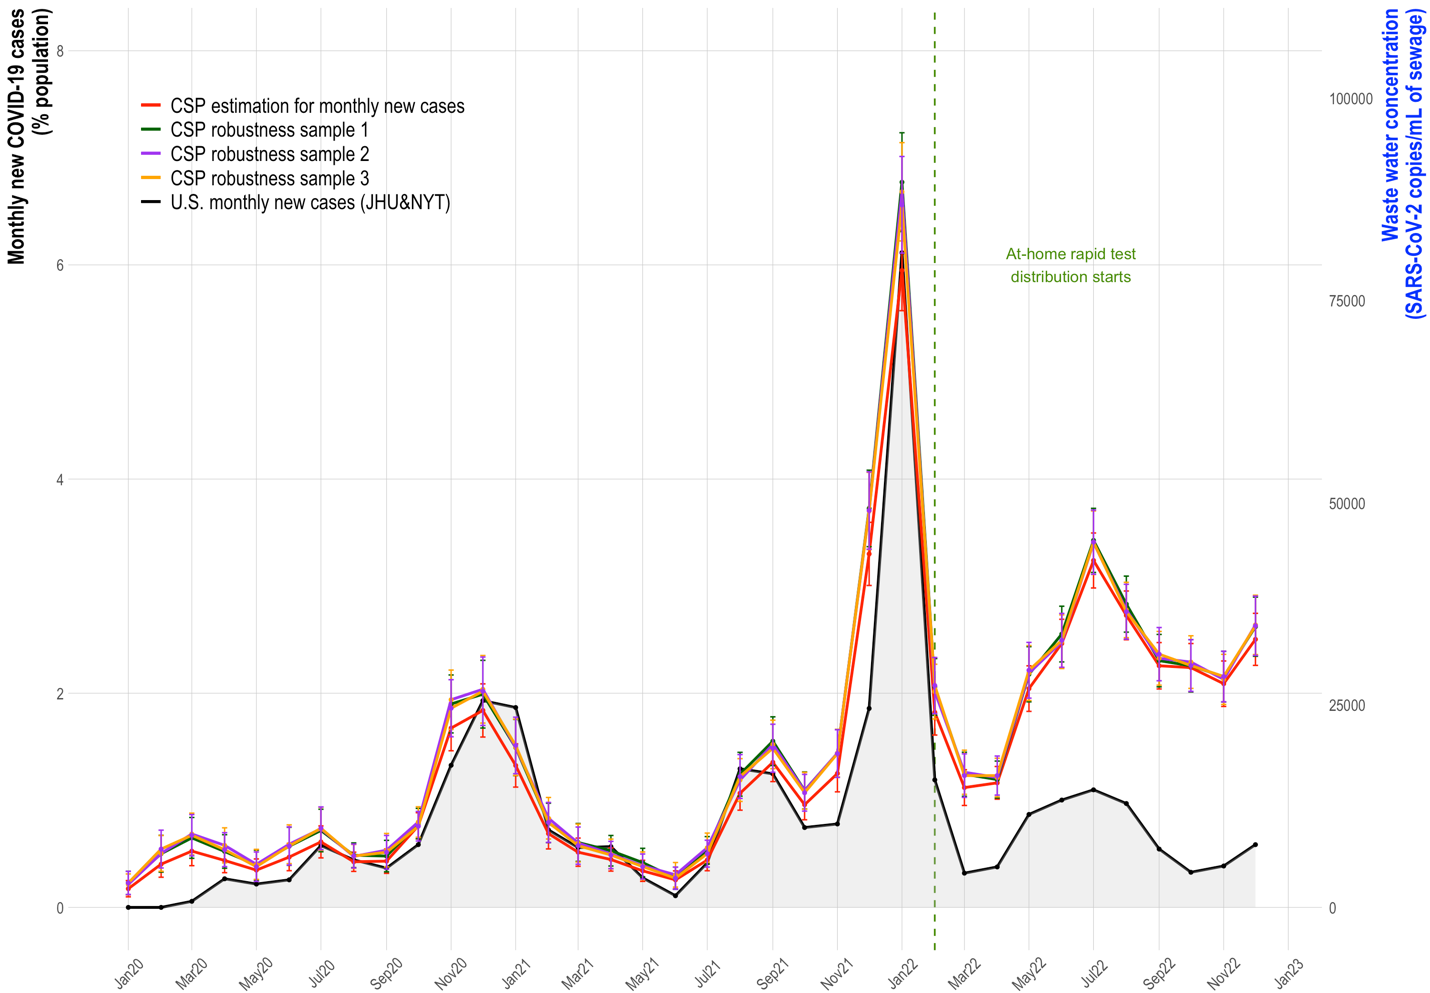 Monthly new COVID-19 cases
(% population)
Waste water concentration
(SARS-CoV-2 copies/mL of sewage)
CSP estimation for monthly new cases
CSP robustness sample 1
CSP robustness sample 2
CSP robustness sample 3
U.S. monthly new cases (JHU&NYT)
At-home rapid test
distribution starts
8
6
4
2
0
100000
75000
50000
25000
0
Jan20
Mar20
May20
Jul20
Sep20
Nov20
Jan21
Mar21
May21
Jul21
Sep21
Nov21
Jan22
Mar22
May22
Jul22
Sep22
Nov22
Jan23